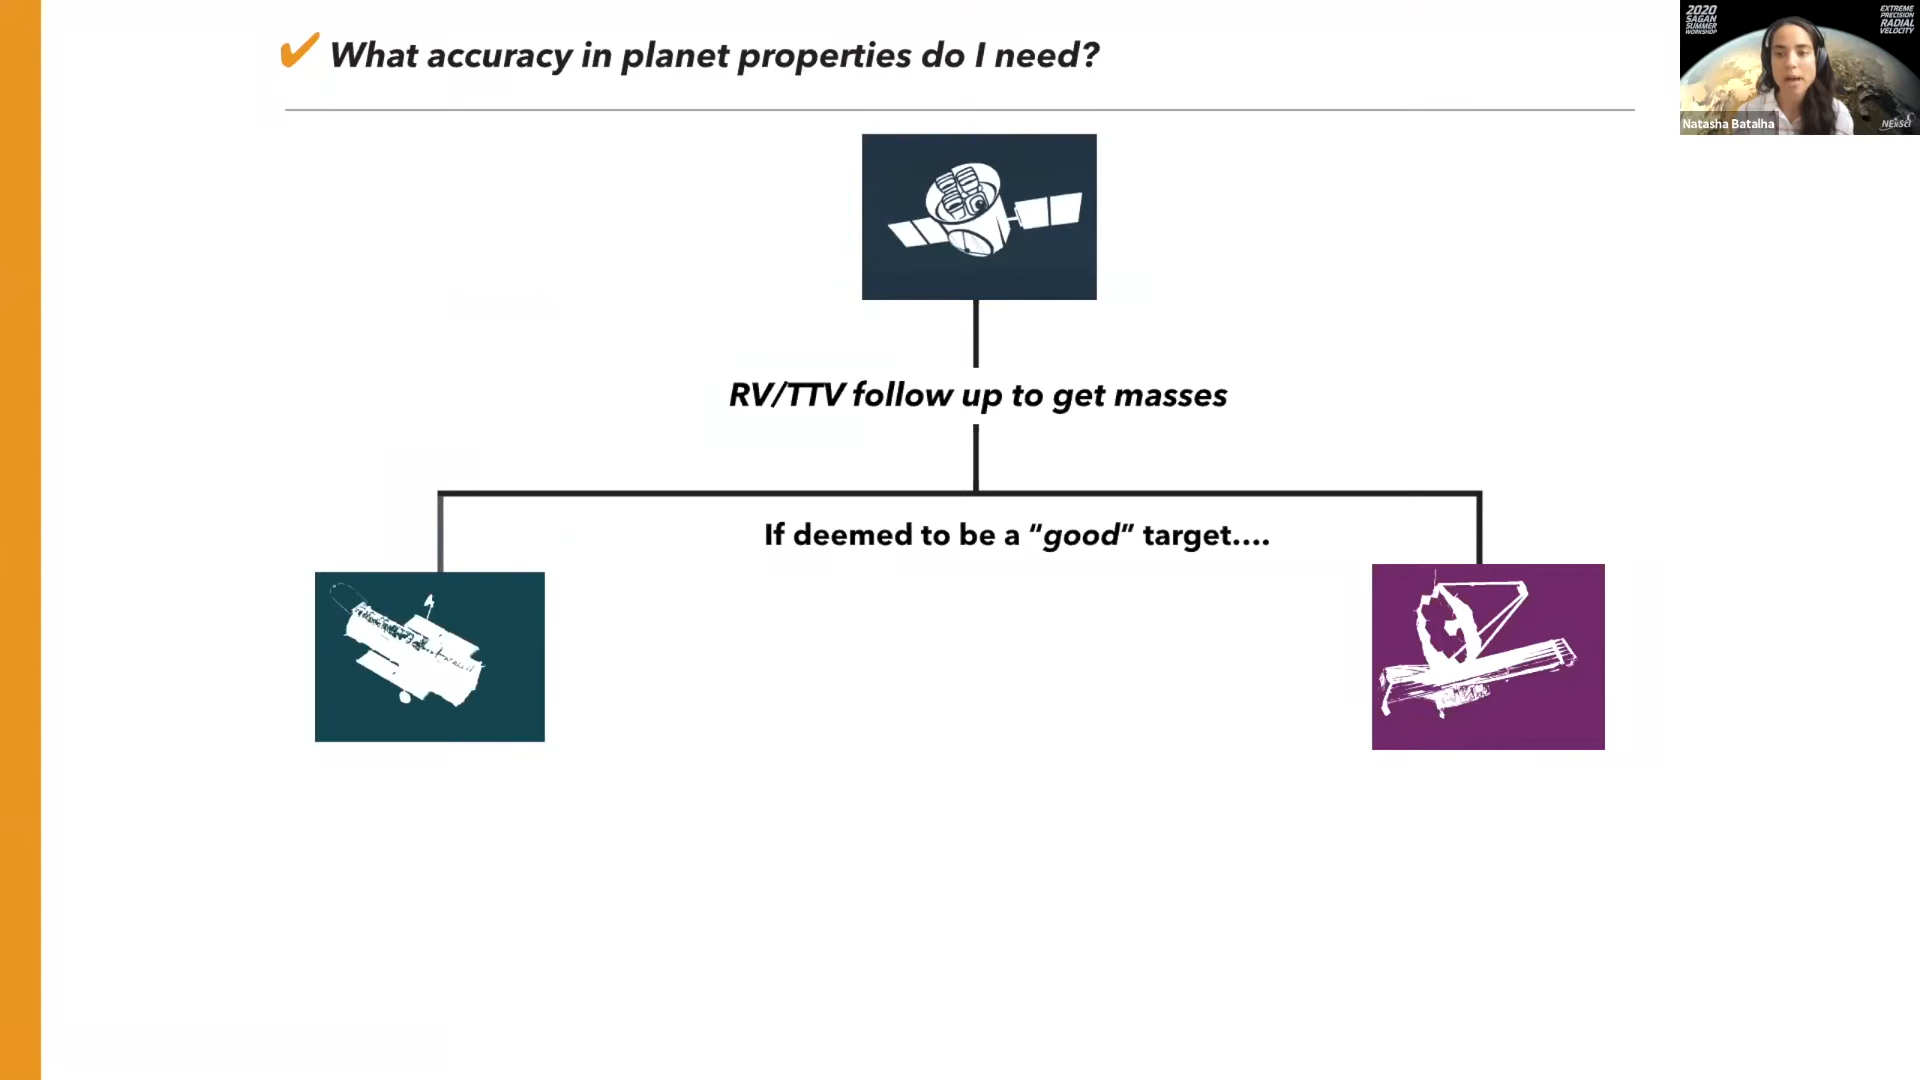 ✔ What accuracy in planet properties do I need?
2020
SAGAN
SUMMER
WORKSHOP
EXTREME
PRECISION
RADIAL
VELOCITY
Natasha Batalha
NExScI
RV/TTV follow up to get masses
If deemed to be a “good” target....